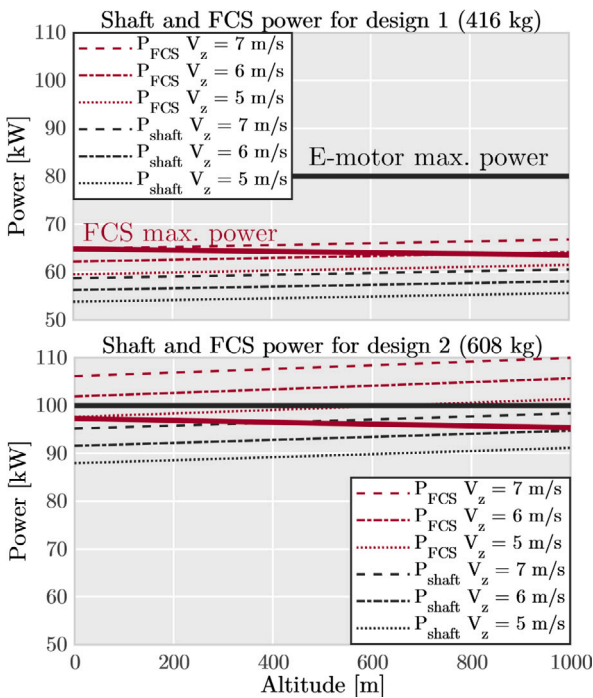 Shaft and FCS power for design 1 (416 kg)
110
100
90
80
70
60
50
Power [kW]
P_FCS V_z = 7 m/s
P_FCS V_z = 6 m/s
P_FCS V_z = 5 m/s
P_shaft V_z = 7 m/s
P_shaft V_z = 6 m/s
P_shaft V_z = 5 m/s
E-motor max. power
FCS max. power
Shaft and FCS power for design 2 (608 kg)
110
100
90
80
70
60
50
Power [kW]
P_FCS V_z = 7 m/s
P_FCS V_z = 6 m/s
P_FCS V_z = 5 m/s
P_shaft V_z = 7 m/s
P_shaft V_z = 6 m/s
P_shaft V_z = 5 m/s
0 200 400 600 800 1000
Altitude [m]